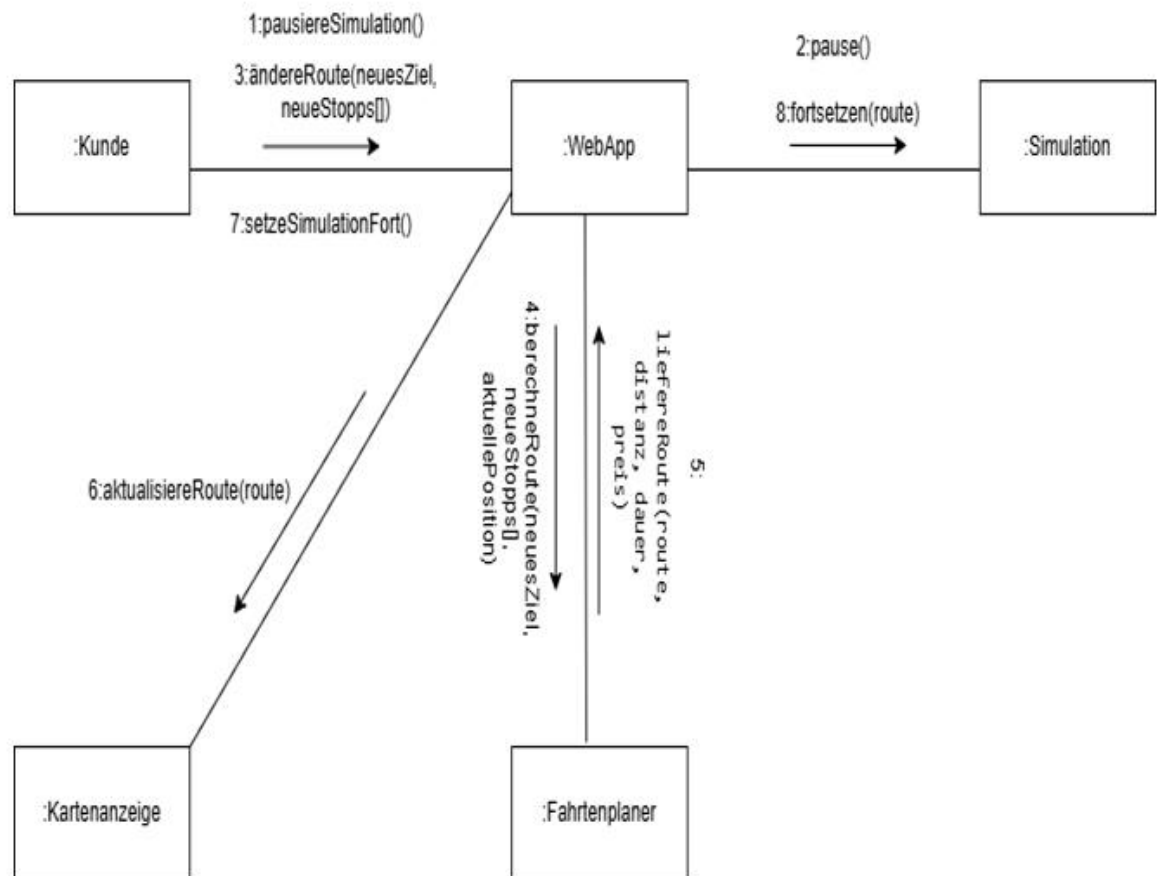 1:pausiereSimulation()
2:pause()
3:ändereRoute(neuesZiel,
neueStopps[])
8:fortsetzen(route)
:Kunde
:WebApp
:Simulation
7:setzeSimulationFort()
4:berechneRoute(neuesZiel,
neueStopps[],
aktuellePosition)
5:
liefereRoute(route,
distanz, dauer,
preis)
6:aktualisiereRoute(route)
:Kartenanzeige
:Fahrtenplaner